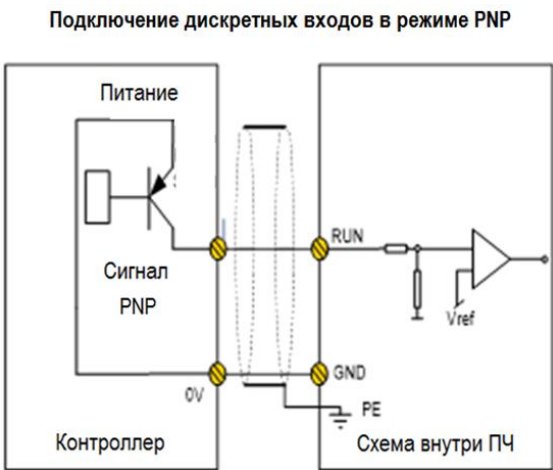 Подключение дискретных входов в режиме PNP
Питание
Сигнал
PNP
RUN
Vref
0V
GND
PE
Контроллер
Схема внутри ПЧ